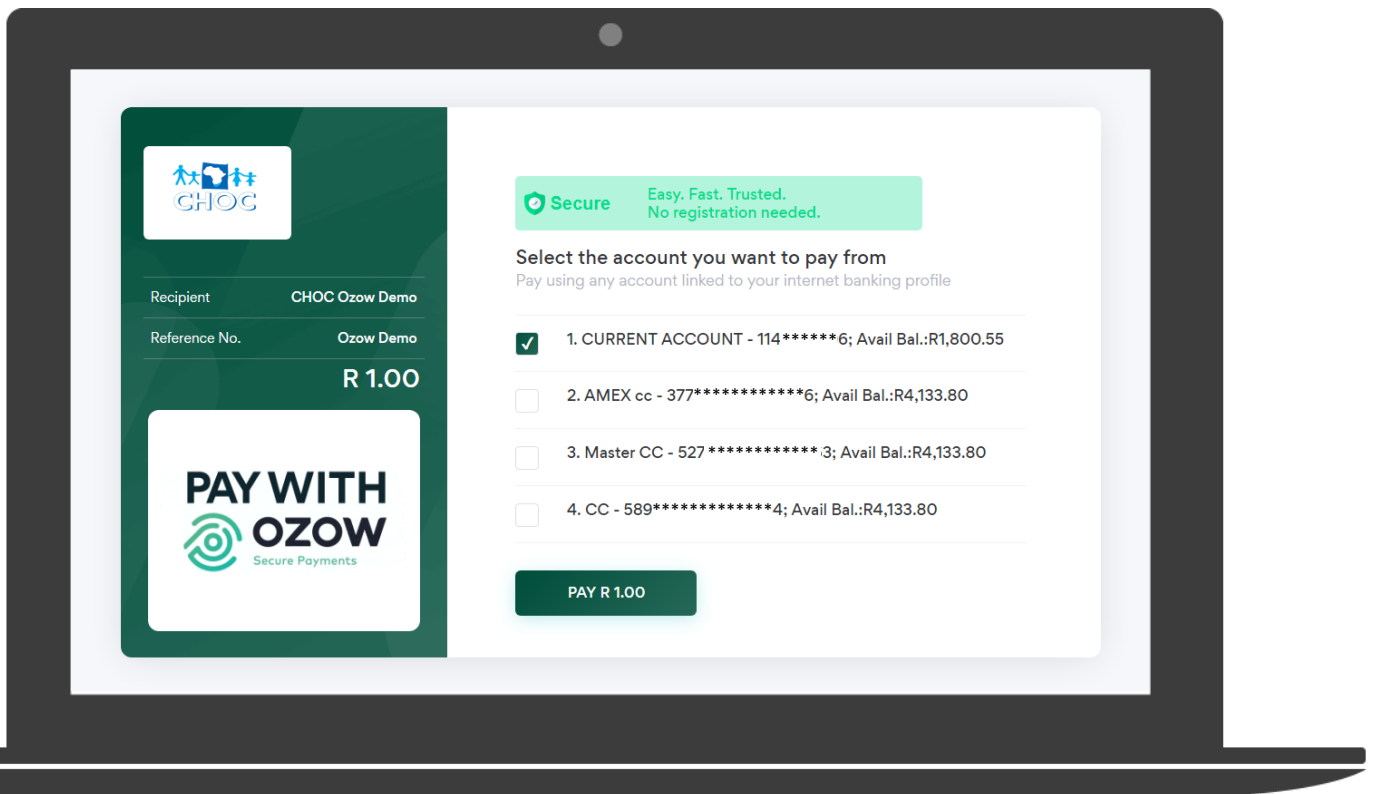 CHOC
Recipient CHOC Ozow Demo
Reference No. Ozow Demo
R 1.00
PAY WITH
OZOW
Secure Payments
Secure
Easy. Fast. Trusted.
No registration needed.
Select the account you want to pay from
Pay using any account linked to your internet banking profile
1. CURRENT ACCOUNT - 114******6; Avail Bal.:R1,800.55
2. AMEX cc - 377************6; Avail Bal.:R4,133.80
3. Master CC - 527************3; Avail Bal.:R4,133.80
4. CC - 589*************4; Avail Bal.:R4,133.80
PAY R 1.00